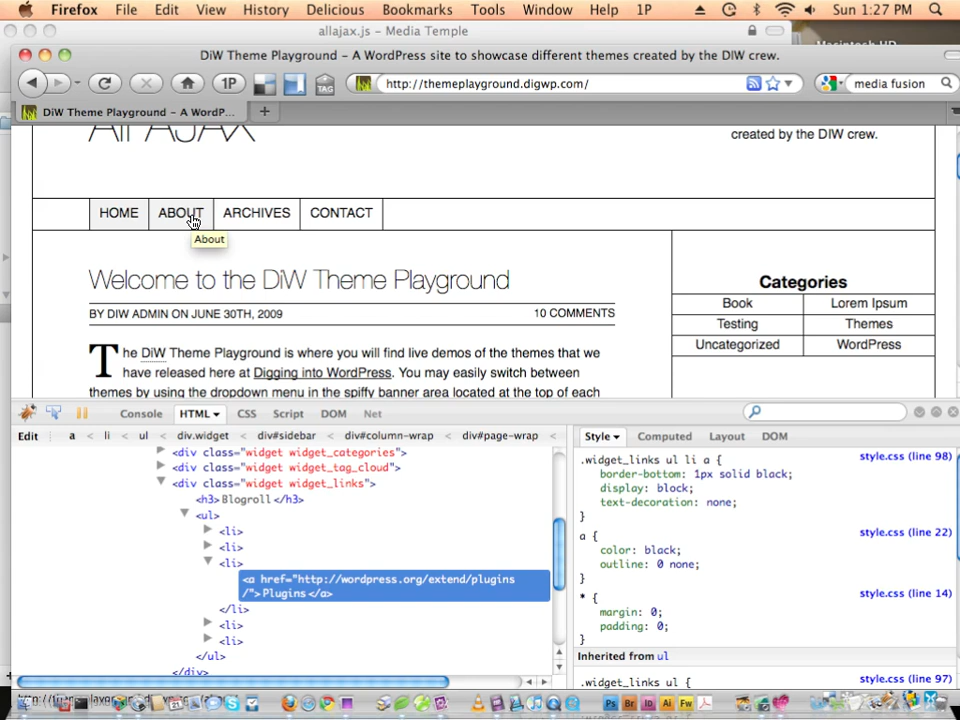 Firefox File Edit View History Delicious Bookmarks Tools Window Help 1P Sun 1:27 PM
allajax.js – Media Temple
DiW Theme Playground – A WordPress site to showcase different themes created by the DIW crew.
1P TAG http://themeplayground.digwp.com/ media fusion
DiW Theme Playground – A WordP... +
All AJAX
created by the DIW crew.
HOME ABOUT ARCHIVES CONTACT
About
Welcome to the DiW Theme Playground
BY DIW ADMIN ON JUNE 30TH, 2009 10 COMMENTS
The DiW Theme Playground is where you will find live demos of the themes that we
have released here at Digging into WordPress. You may easily switch between
themes by using the dropdown menu in the spiffy banner area located at the top of each
Categories
Book Lorem Ipsum
Testing Themes
Uncategorized WordPress
Console HTML CSS Script DOM Net
Edit a < li < ul < div.widget < div#sidebar < div#column-wrap < div#page-wrap <
<div class="widget widget_categories">
<div class="widget widget_tag_cloud">
<div class="widget widget_links">
<h3>Blogroll</h3>
<ul>
<li>
<li>
<li>
<a href="http://wordpress.org/extend/plugins
/">Plugins</a>
</li>
<li>
<li>
</ul>
</div>
Style Computed Layout DOM
.widget_links ul li a { style.css (line 98)
border-bottom: 1px solid black;
display: block;
text-decoration: none;
}
a { style.css (line 22)
color: black;
outline: 0 none;
}
* { style.css (line 14)
margin: 0;
padding: 0;
}
Inherited from ul
.widget_links ul { style.css (line 97)
Ps Br Id Ai Fw